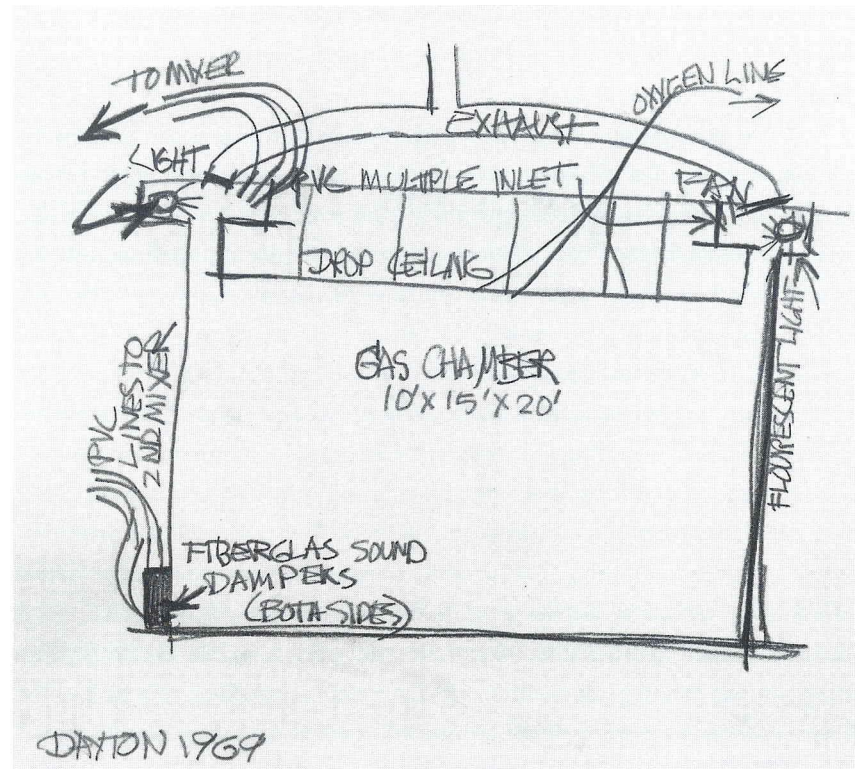 TO MIXER
OXYGEN LINE
EXHAUST
LIGHT
PVC MULTIPLE INLET
FAN
DROP CEILING
GAS CHAMBER
10' X 15' X 20'
FLOURESCENT LIGHT
PVC
LINES TO
2ND MIXER
FIBERGLAS SOUND
DAMPERS
(BOTH SIDES)
DAYTON 1969